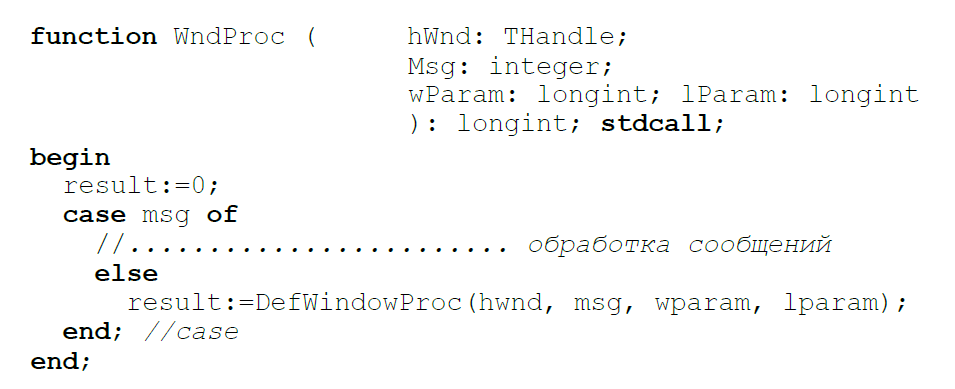 function WndProc ( hWnd: THandle;
Msg: integer;
wParam: longint; lParam: longint
): longint; stdcall;
begin
result:=0;
case msg of
//........................ обработка сообщений
else
result:=DefWindowProc(hwnd, msg, wparam, lparam);
end; //case
end;